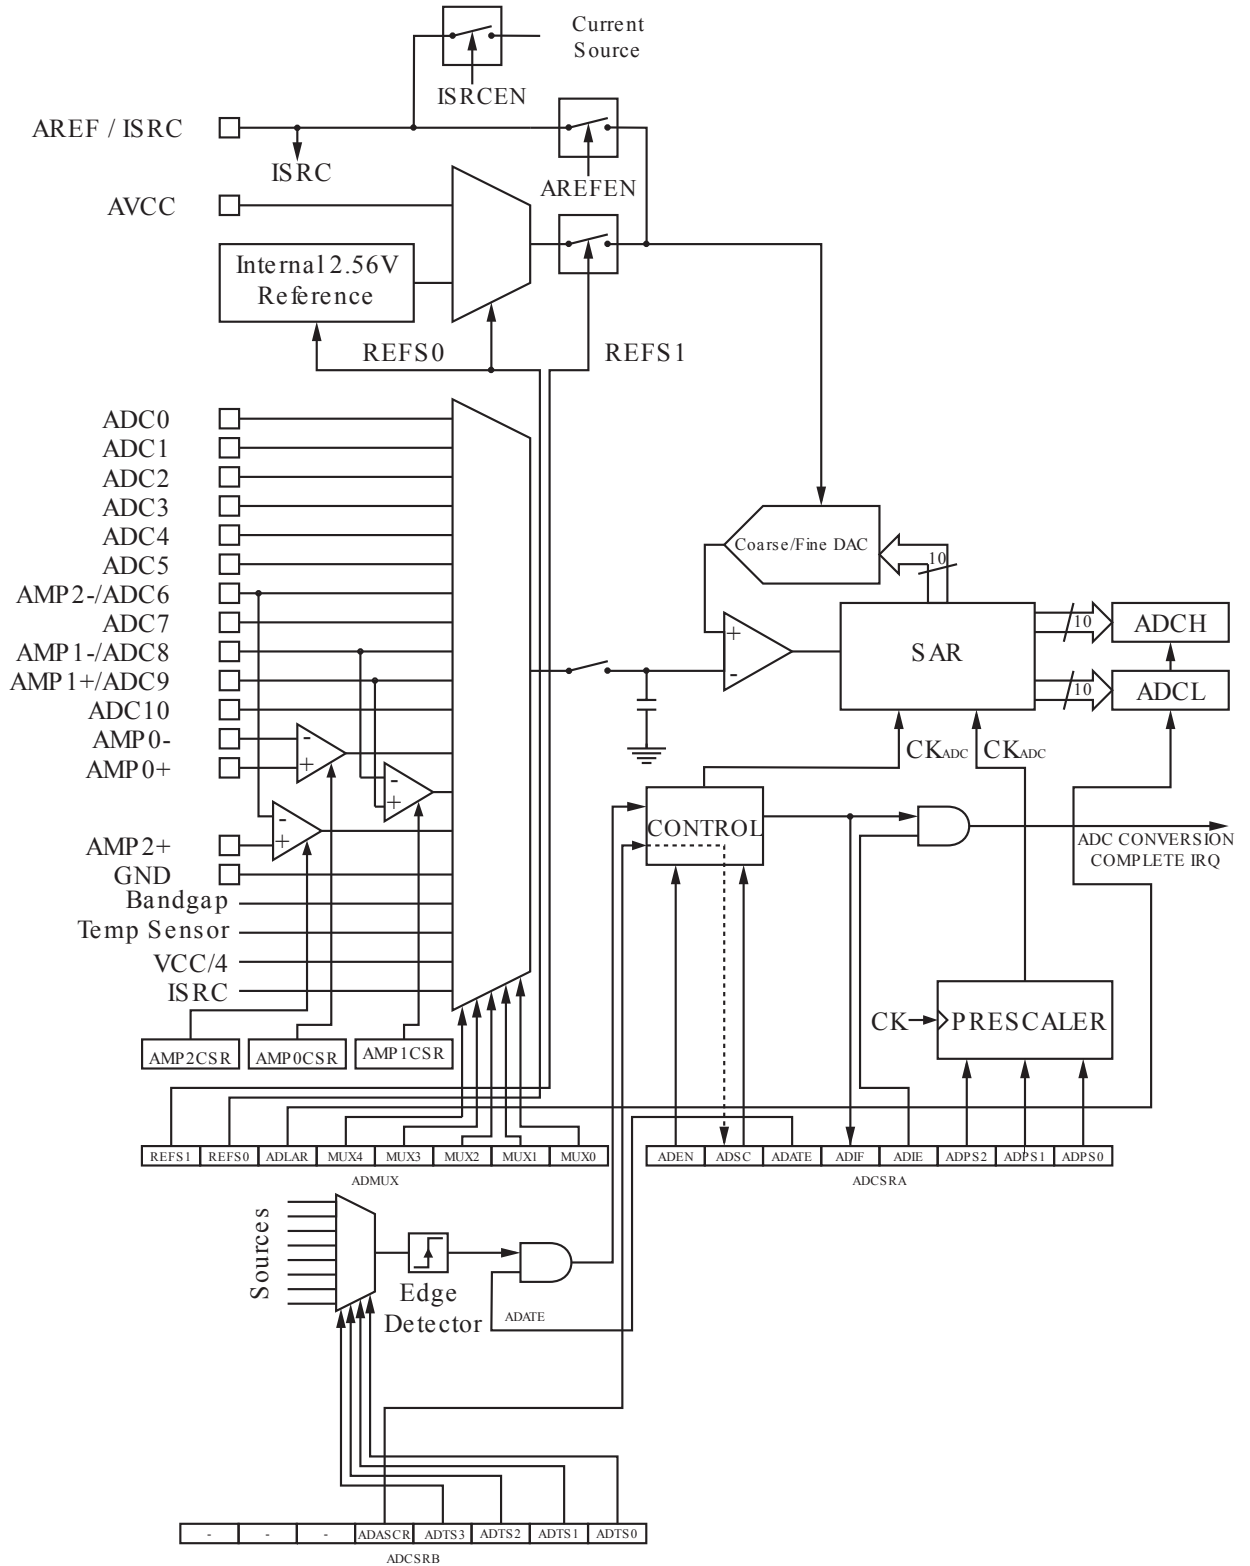 Current
Source
ISRCEN
AREF / ISRC
ISRC
AREFEN
AVCC
Internal 2.56V
Reference
REFS0
REFS1
ADC0
ADC1
ADC2
ADC3
ADC4
ADC5
AMP2-/ADC6
ADC7
AMP1-/ADC8
AMP1+/ADC9
ADC10
AMP0-
AMP0+
AMP2+
GND
Bandgap
Temp Sensor
VCC/4
ISRC
-
+
-
+
-
+
AMP2CSR
AMP0CSR
AMP1CSR
Coarse/Fine DAC
10
+
-
SAR
10
ADCH
10
ADCL
CKADC
CKADC
CONTROL
ADC CONVERSION
COMPLETE IRQ
CK
PRESCALER
REFS1 REFS0 ADLAR MUX4 MUX3 MUX2 MUX1 MUX0
ADMUX
ADEN ADSC ADATE ADIF ADIE ADPS2 ADPS1 ADPS0
ADCSRA
Sources
Edge
Detector
ADATE
- - - ADASCR ADTS3 ADTS2 ADTS1 ADTS0
ADCSRB